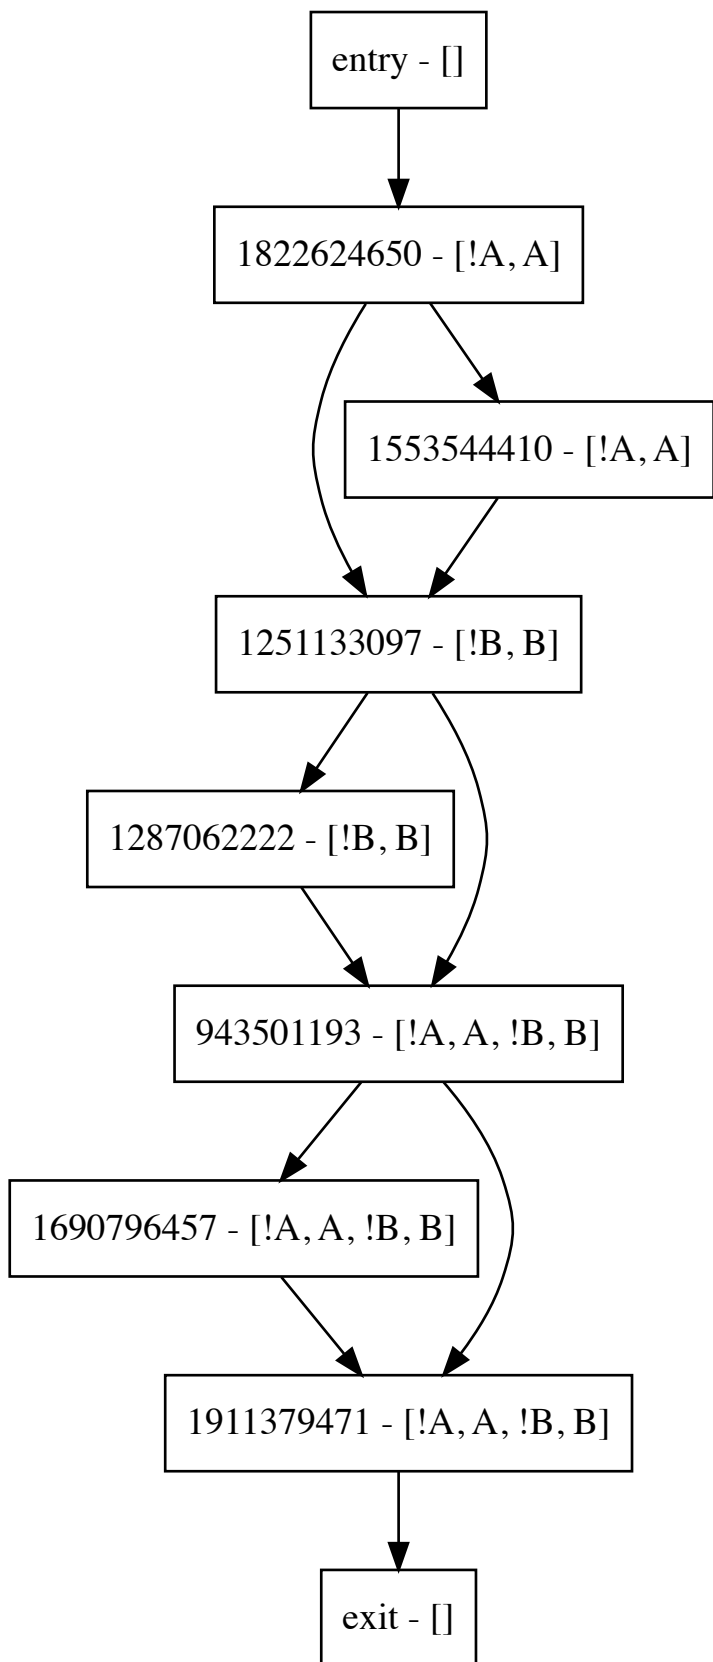 entry - []
1822624650 - [!A, A]
1553544410 - [!A, A]
1251133097 - [!B, B]
1287062222 - [!B, B]
943501193 - [!A, A, !B, B]
1690796457 - [!A, A, !B, B]
1911379471 - [!A, A, !B, B]
exit - []